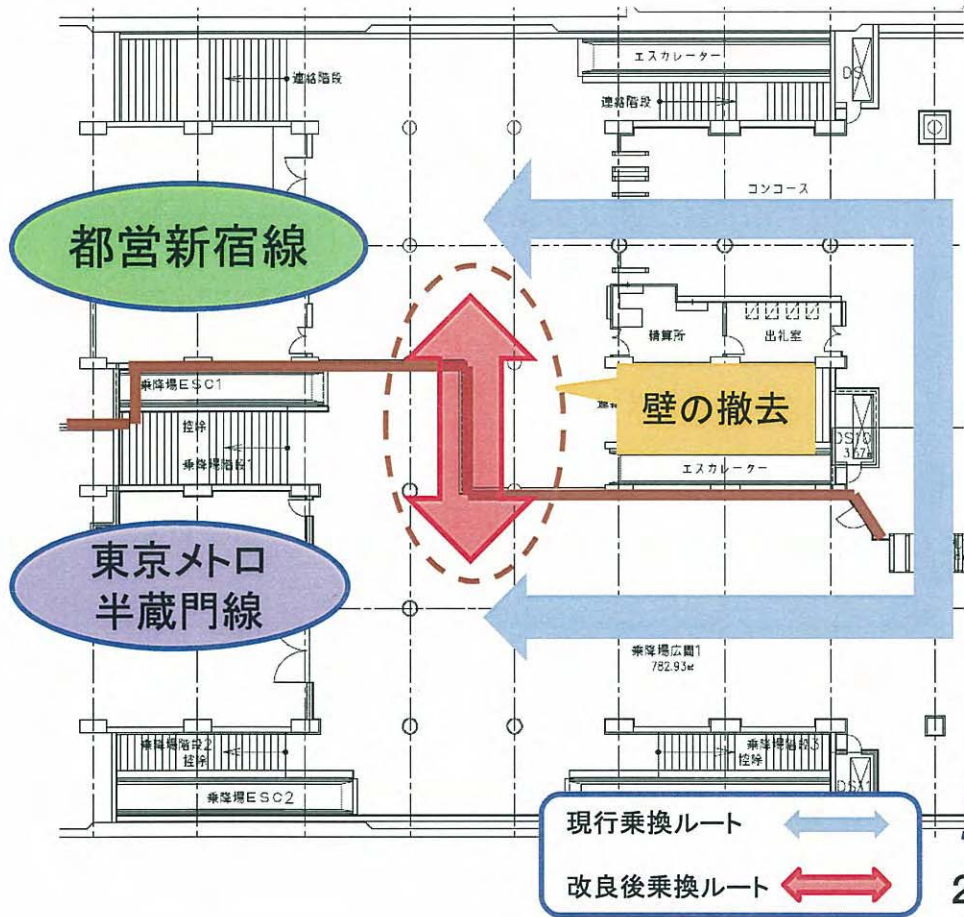 エスカレーター
DS
連絡階段
連絡階段
コンコース
都営新宿線
精算所
出札室
乗降場ESC1
壁の撤去
控除
乗降場階段1
DS10
エスカレーター
東京メトロ
半蔵門線
乗降場広間1
782.93㎡
乗降場階段2
控除
乗降場階段3
控除
乗降場ESC2
DS11
現行乗換ルート
改良後乗換ルート
2